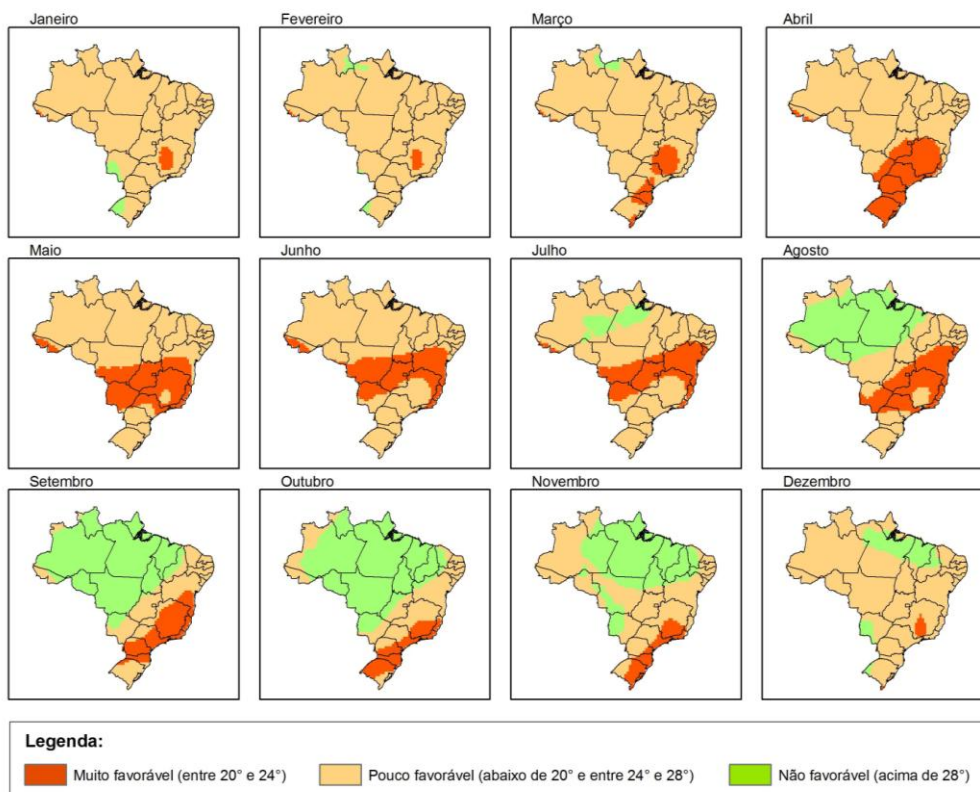 Janeiro
Fevereiro
Março
Abril
Maio
Junho
Julho
Agosto
Setembro
Outubro
Novembro
Dezembro
Legenda:
Muito favorável (entre 20° e 24°)
Pouco favorável (abaixo de 20° e entre 24° e 28°)
Não favorável (acima de 28°)